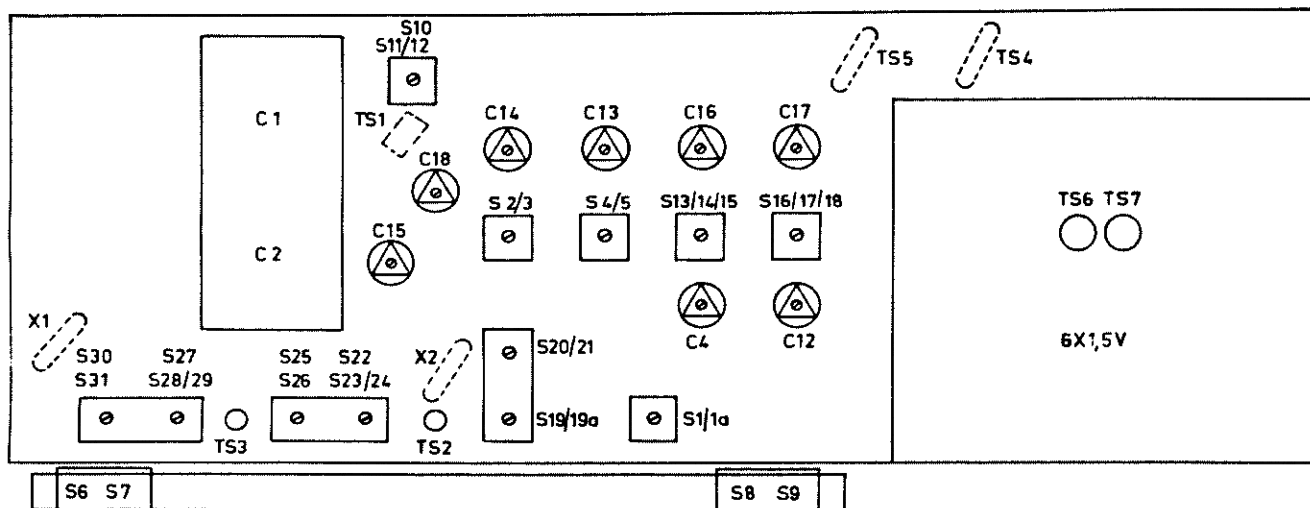 S10
S11/12
TS5
TS4
C1
TS1
C14
C13
C16
C17
C18
S2/3
S4/5
S13/14/15
S16/17/18
TS6 TS7
C15
C2
X1
C4
C12
6X1,5V
S30
S27
S25
S22
X2
S20/21
S31
S28/29
S26
S23/24
S19/19a
S1/1a
TS3
TS2
S6 S7
S8 S9